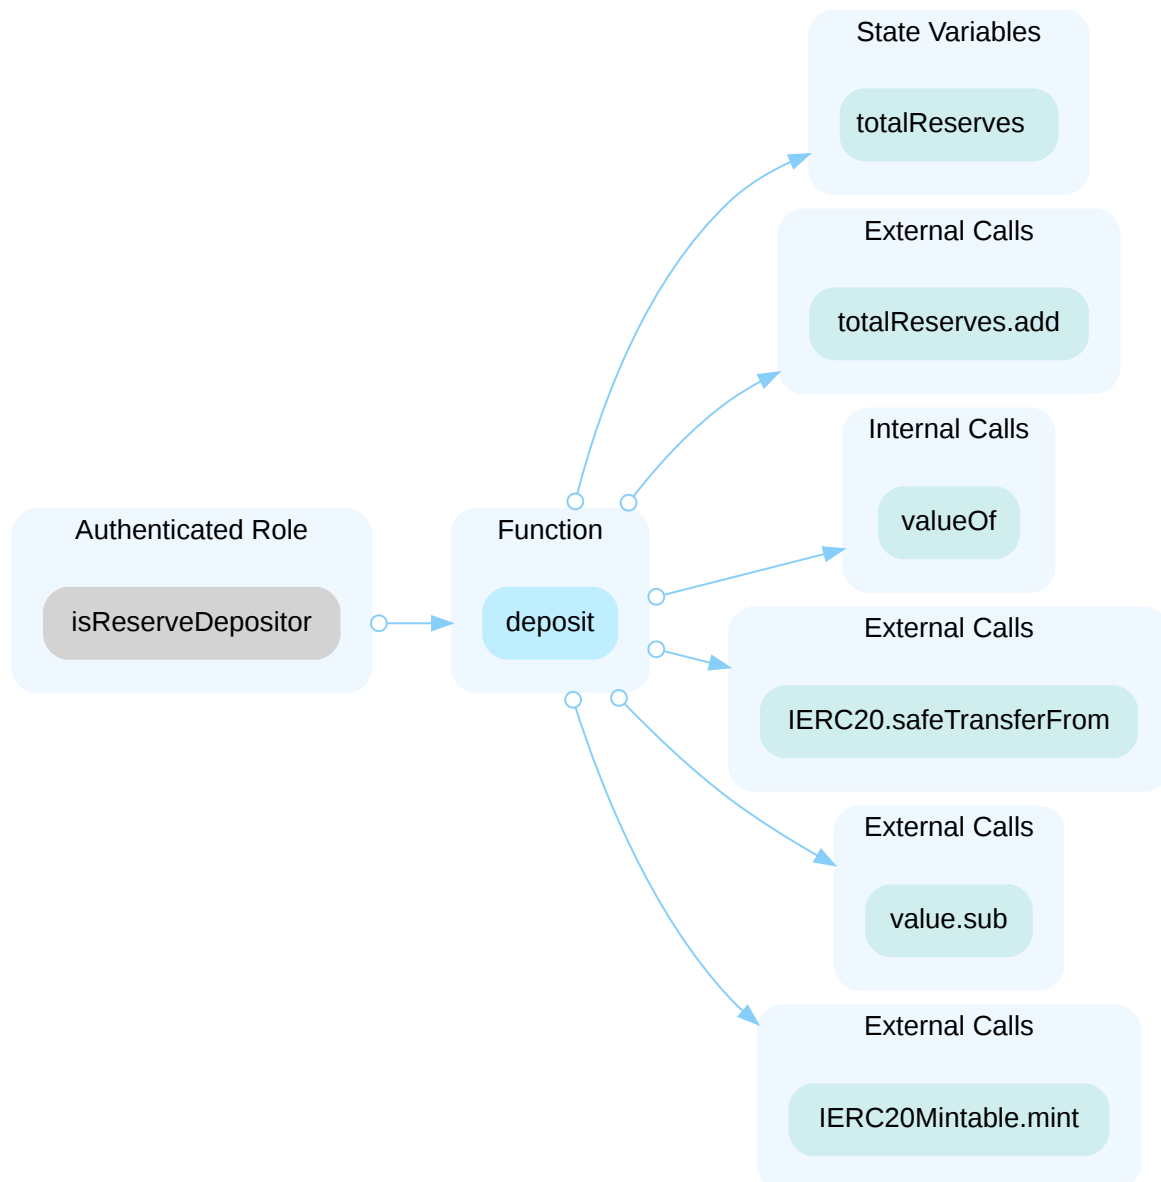 State Variables
totalReserves
External Calls
totalReserves.add
Internal Calls
valueOf
Authenticated Role
isReserveDepositor
Function
deposit
External Calls
IERC20.safeTransferFrom
External Calls
value.sub
External Calls
IERC20Mintable.mint